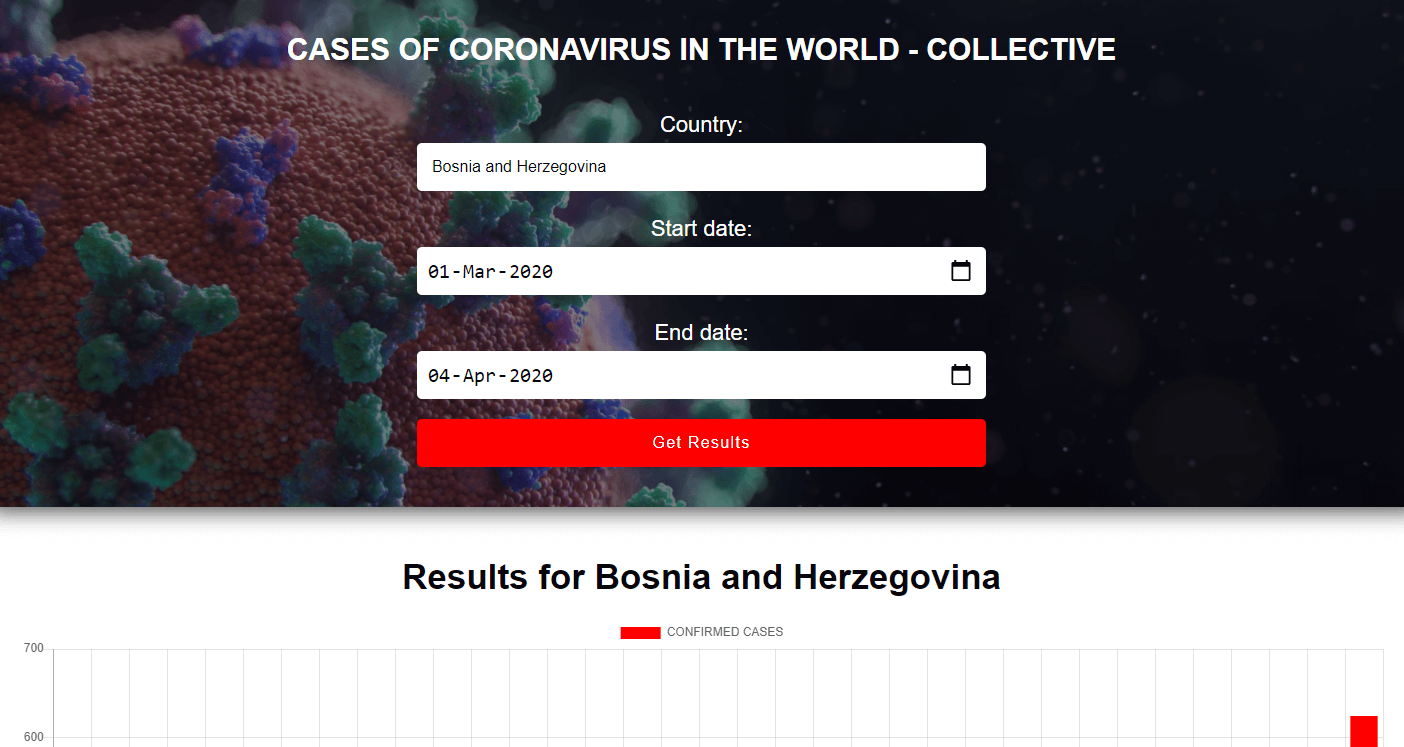 CASES OF CORONAVIRUS IN THE WORLD - COLLECTIVE
Country:
Bosnia and Herzegovina
Start date:
01-Mar-2020
End date:
04-Apr-2020
Get Results
Results for Bosnia and Herzegovina
CONFIRMED CASES
700
600